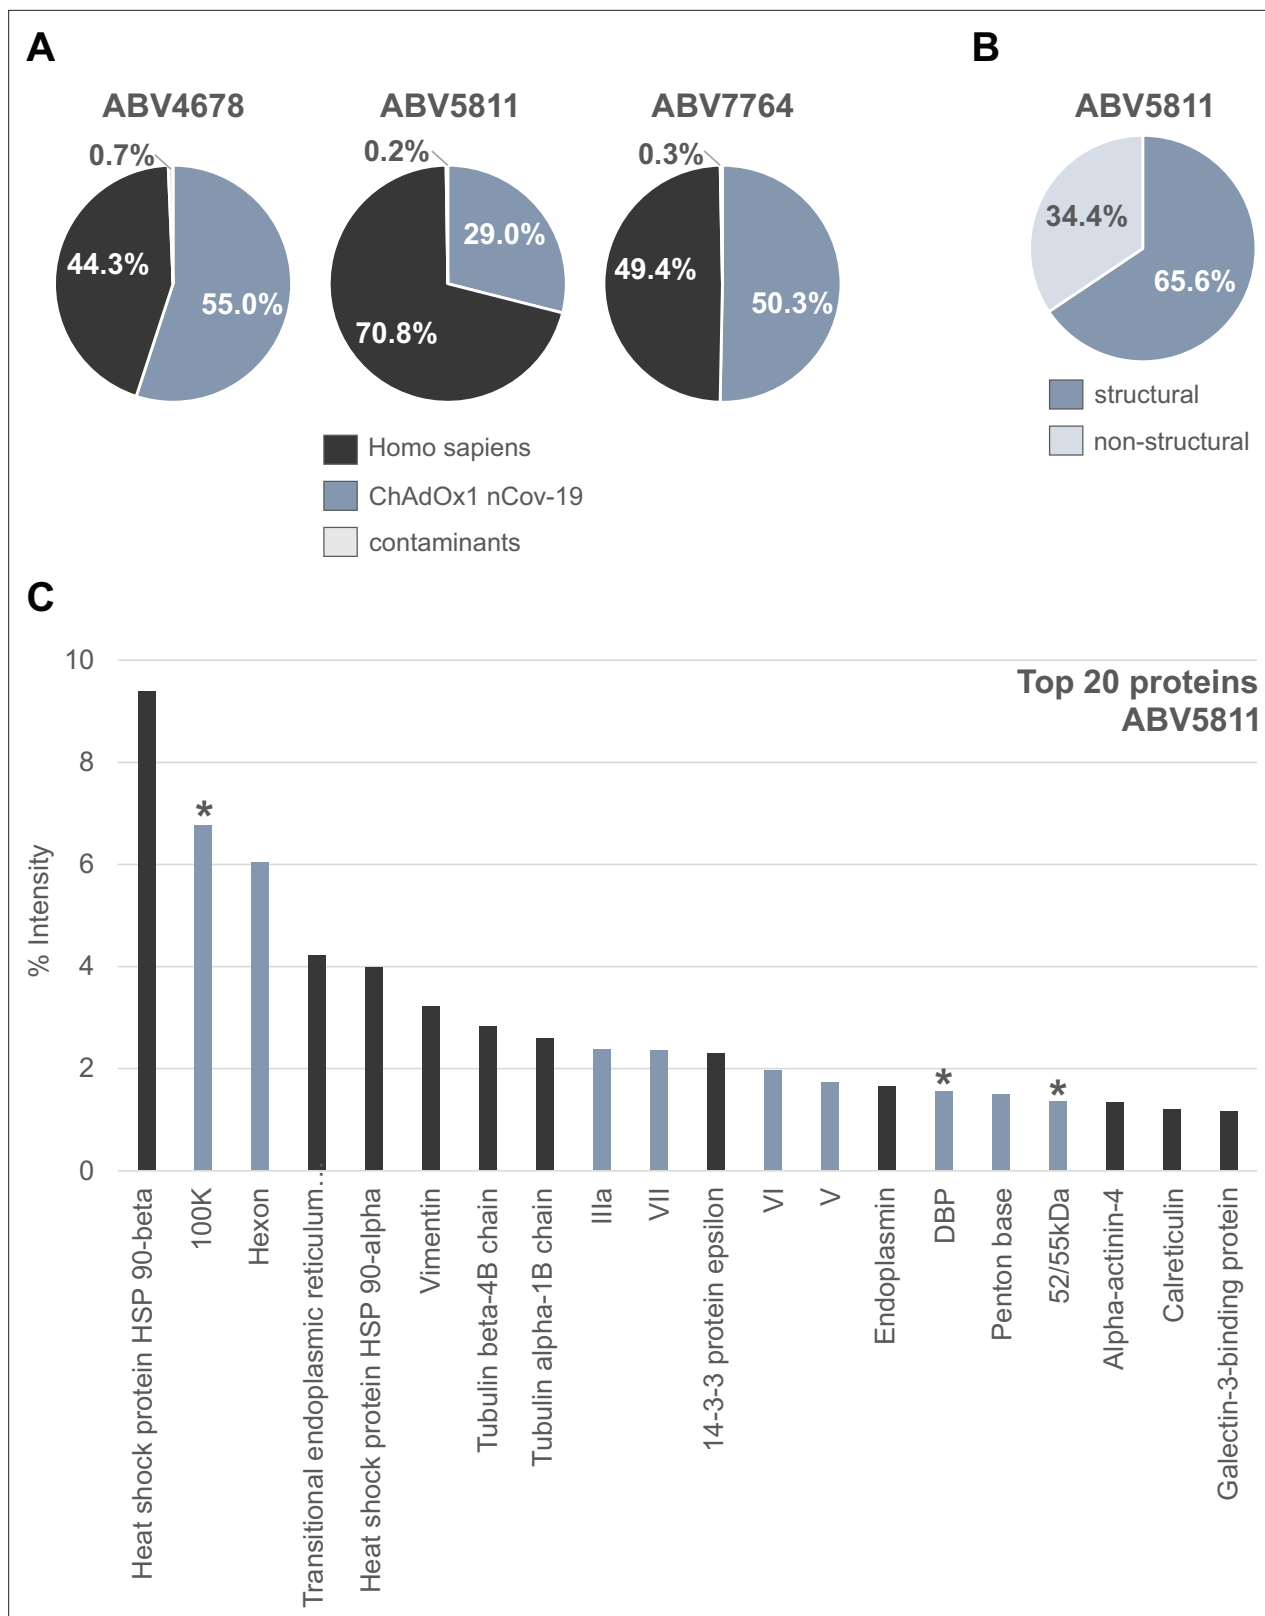 A
B
ABV4678
ABV5811
ABV7764
ABV5811
0.7%
0.2%
0.3%
44.3%
55.0%
29.0%
70.8%
49.4%
50.3%
34.4%
65.6%
Homo sapiens
ChAdOx1 nCov-19
contaminants
structural
non-structural
C
Top 20 proteins
ABV5811
% Intensity
10
8
6
4
2
0
*
*
*
Heat shock protein HSP 90-beta
100K
Hexon
Transitional endoplasmic reticulum…
Heat shock protein HSP 90-alpha
Vimentin
Tubulin beta-4B chain
Tubulin alpha-1B chain
IIIa
VII
14-3-3 protein epsilon
VI
V
Endoplasmin
DBP
Penton base
52/55kDa
Alpha-actinin-4
Calreticulin
Galectin-3-binding protein